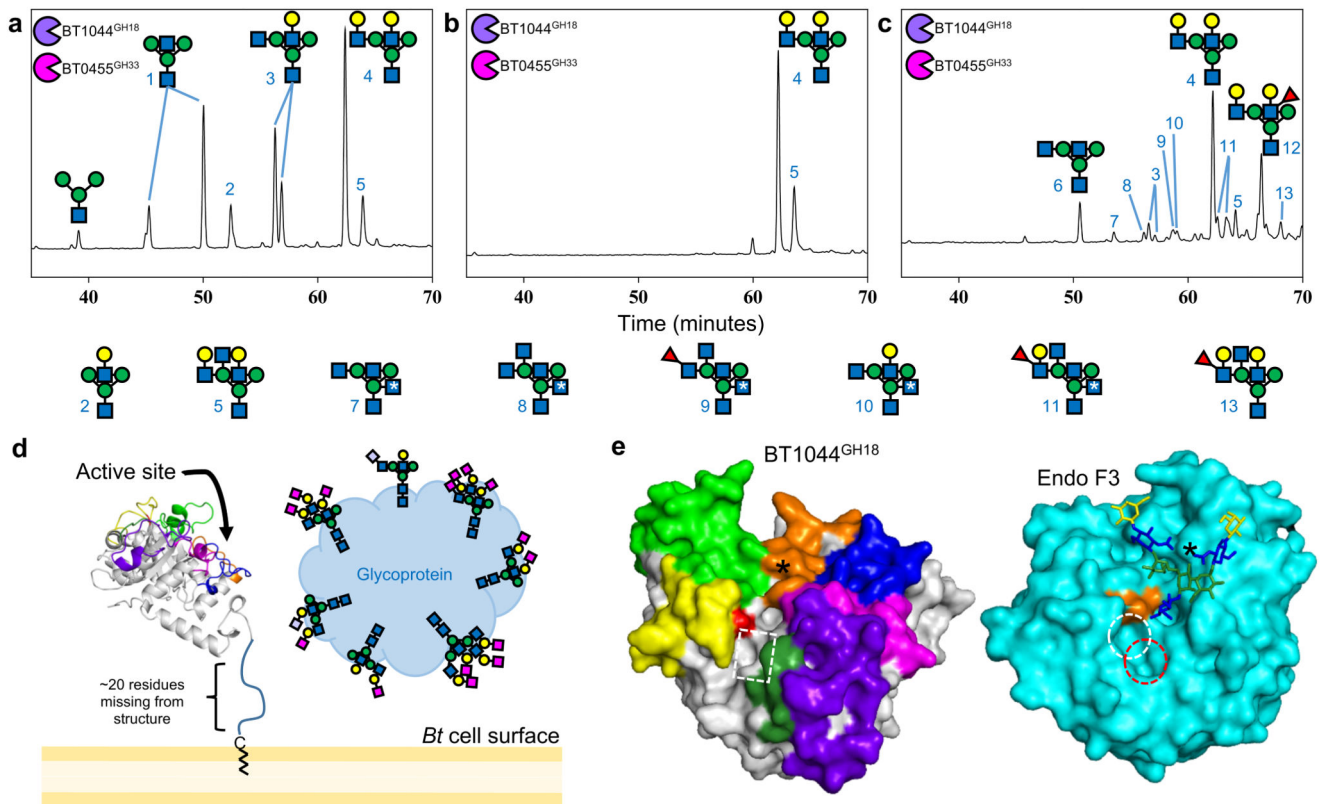 a
BT1044GH18
BT0455GH33
1
2
3
4
5
40
50
60
70
b
BT1044GH18
BT0455GH33
4
5
40
50
60
70
Time (minutes)
c
BT1044GH18
BT0455GH33
6
7
8
3
9
10
4
11
5
12
13
40
50
60
70
2
5
7
*
8
*
9
*
10
*
11
*
13
d
Active site
~20 residues
missing from
structure
C
Glycoprotein
Bt cell surface
e
BT1044GH18
*
Endo F3
*